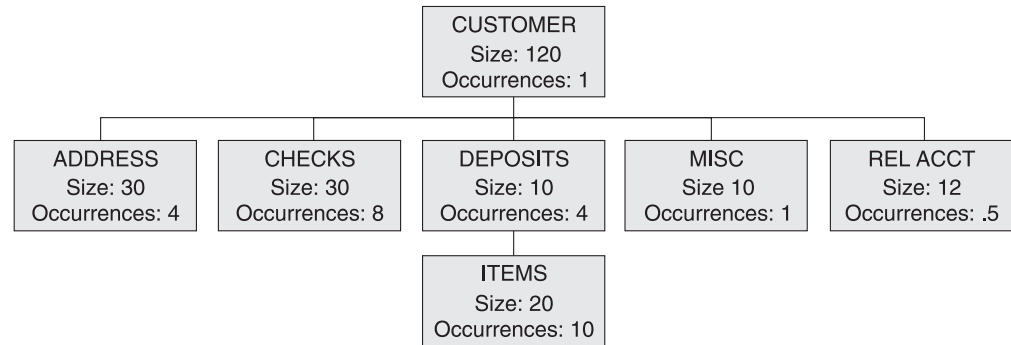 CUSTOMER
Size: 120
Occurrences: 1
ADDRESS
Size: 30
Occurrences: 4
CHECKS
Size: 30
Occurrences: 8
DEPOSITS
Size: 10
Occurrences: 4
MISC
Size 10
Occurrences: 1
REL ACCT
Size: 12
Occurrences: .5
ITEMS
Size: 20
Occurrences: 10